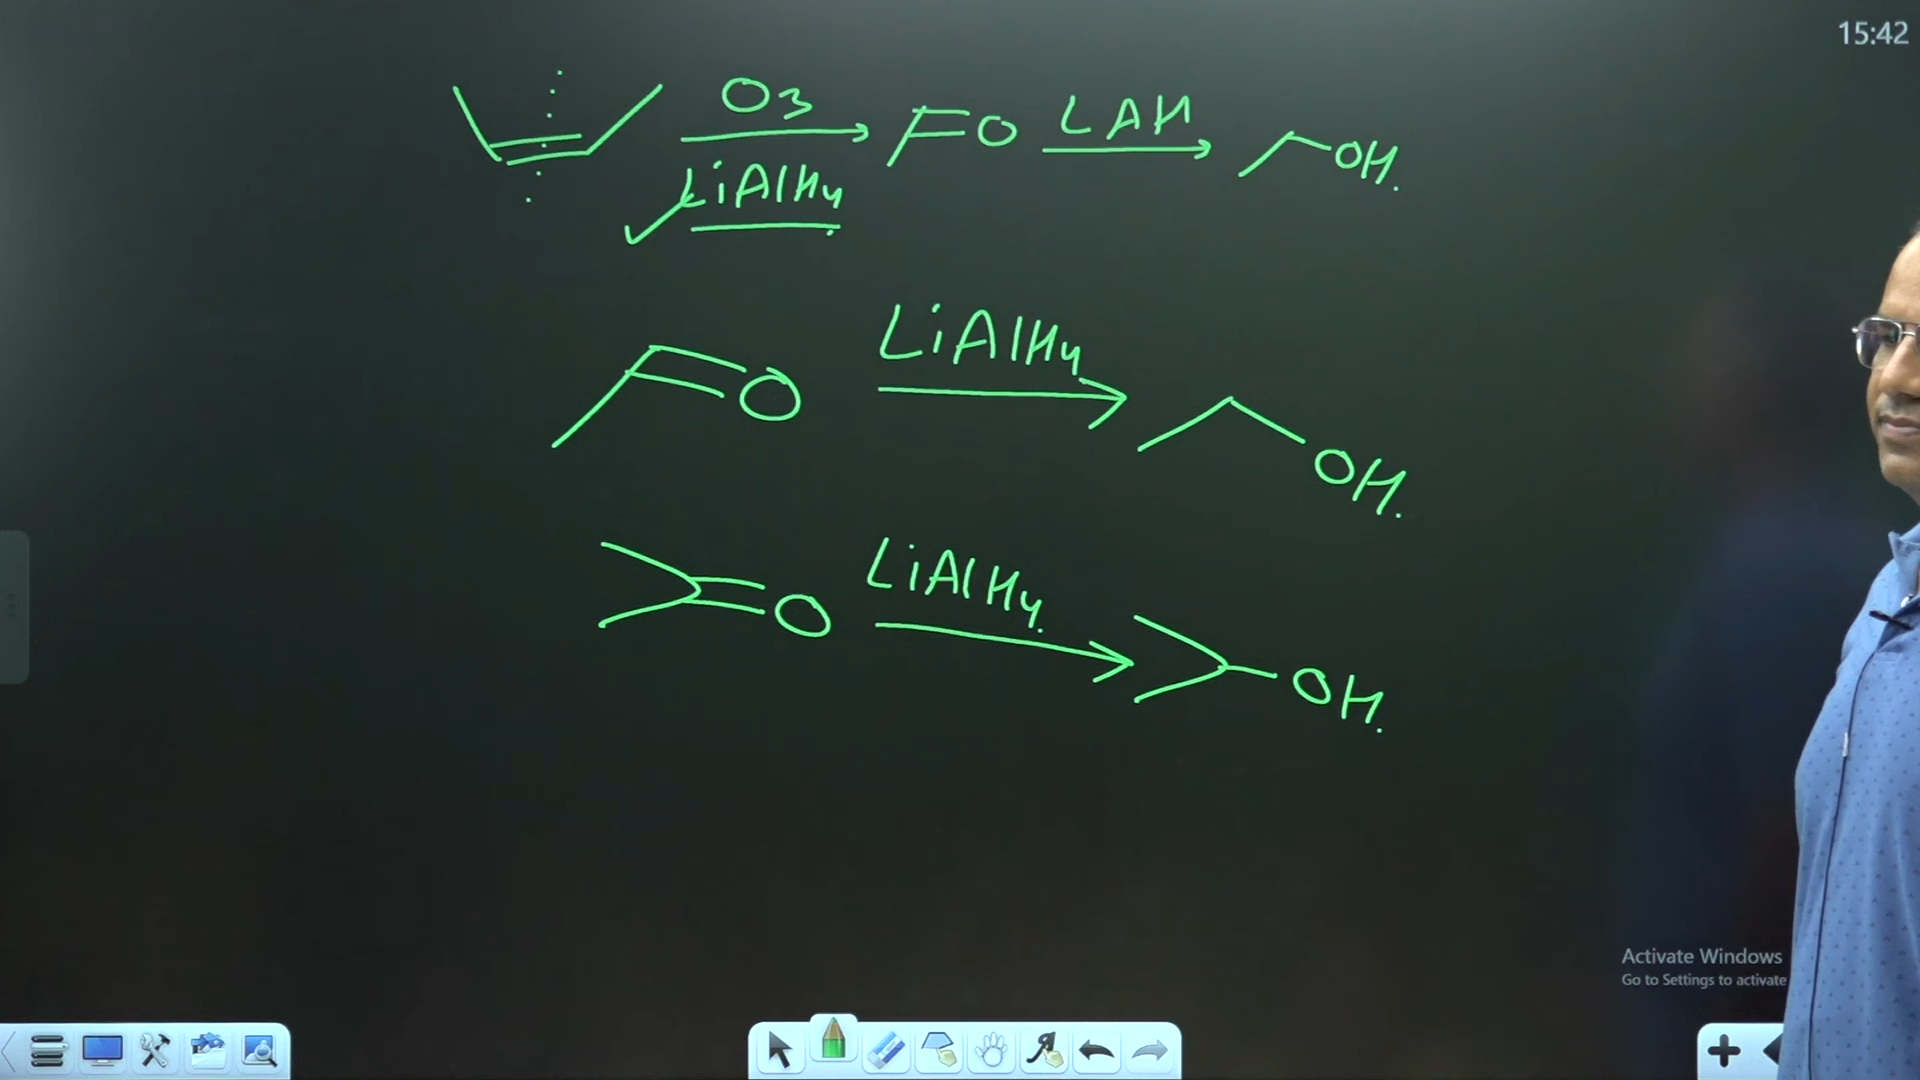 15:42
O3
LiAlH4
O
LAH
OH.
O
LiAlH4
OH.
O
LiAlH4.
OH.
Activate Windows
Go to Settings to activate